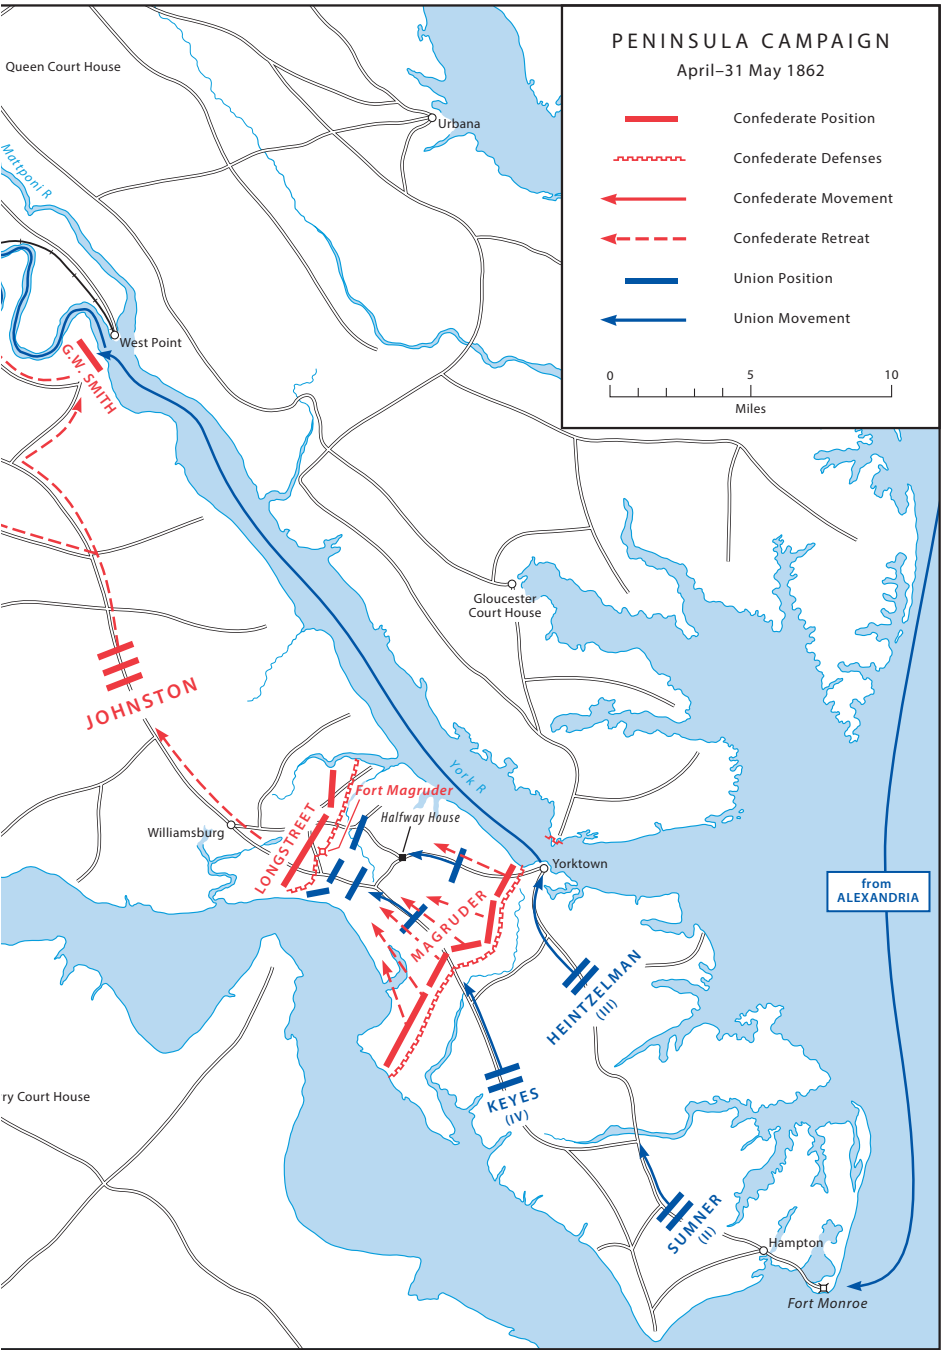 PENINSULA CAMPAIGN
April–31 May 1862
Confederate Position
Confederate Defenses
Confederate Movement
Confederate Retreat
Union Position
Union Movement
0 5 10
Miles
Queen Court House
Urbana
Mattponi R
West Point
G.W. SMITH
Gloucester
Court House
JOHNSTON
York R
Fort Magruder
Halfway House
Williamsburg
LONGSTREET
Yorktown
from
ALEXANDRIA
MAGRUDER
HEINTZELMAN
(III)
KEYES
(IV)
ry Court House
SUMNER
(II)
Hampton
Fort Monroe